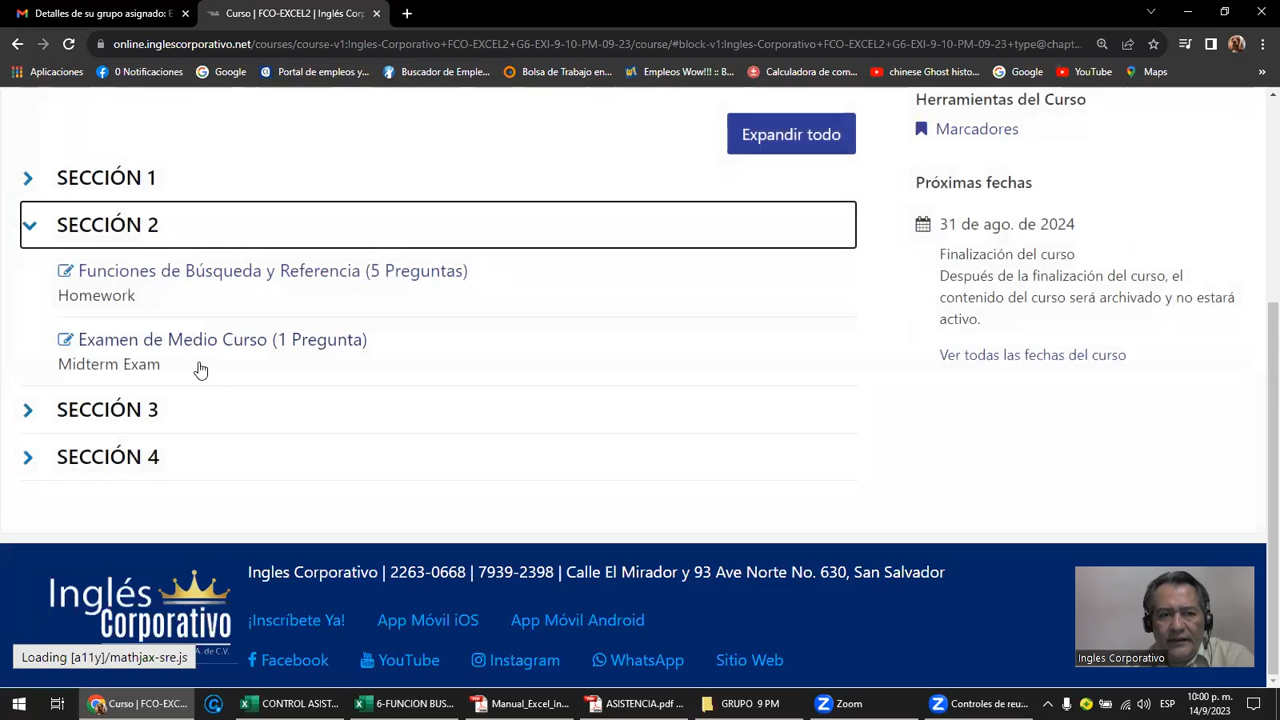 Detalles de su grupo asignado: E
Curso | FCO-EXCEL2 | Inglés Corp
online.inglescorporativo.net/courses/course-v1:Ingles-Corporativo+FCO-EXCEL2+G6-EXI-9-10-PM-09-23/course/#block-v1:Ingles-Corporativo+FCO-EXCEL2+G6-EXI-9-10-PM-09-23+type@chapt...
Aplicaciones
0 Notificaciones
Google
Portal de empleos y...
Buscador de Emple...
Bolsa de Trabajo en...
Empleos Wow!!! :: B...
Calculadora de com...
chinese Ghost histo...
Google
YouTube
Maps
»
Herramientas del Curso
Expandir todo
Marcadores
SECCIÓN 1
Próximas fechas
SECCIÓN 2
31 de ago. de 2024
Finalización del curso
Después de la finalización del curso, el
contenido del curso será archivado y no estará
activo.
Funciones de Búsqueda y Referencia (5 Preguntas)
Homework
Examen de Medio Curso (1 Pregunta)
Midterm Exam
Ver todas las fechas del curso
SECCIÓN 3
SECCIÓN 4
Inglés
Corporativo
S.A. de C.V.
Ingles Corporativo | 2263-0668 | 7939-2398 | Calle El Mirador y 93 Ave Norte No. 630, San Salvador
¡Inscríbete Ya!
App Móvil iOS
App Móvil Android
Facebook
YouTube
Instagram
WhatsApp
Sitio Web
Loading [a11y]/mathjax-sre.js
Ingles Corporativo
Curso | FCO-EXC...
CONTROL ASIST...
6-FUNCION BUS...
Manual_Excel_In...
ASISTENCIA.pdf ...
GRUPO 9 PM
Zoom
Controles de reu...
ESP
10:00 p. m.
14/9/2023